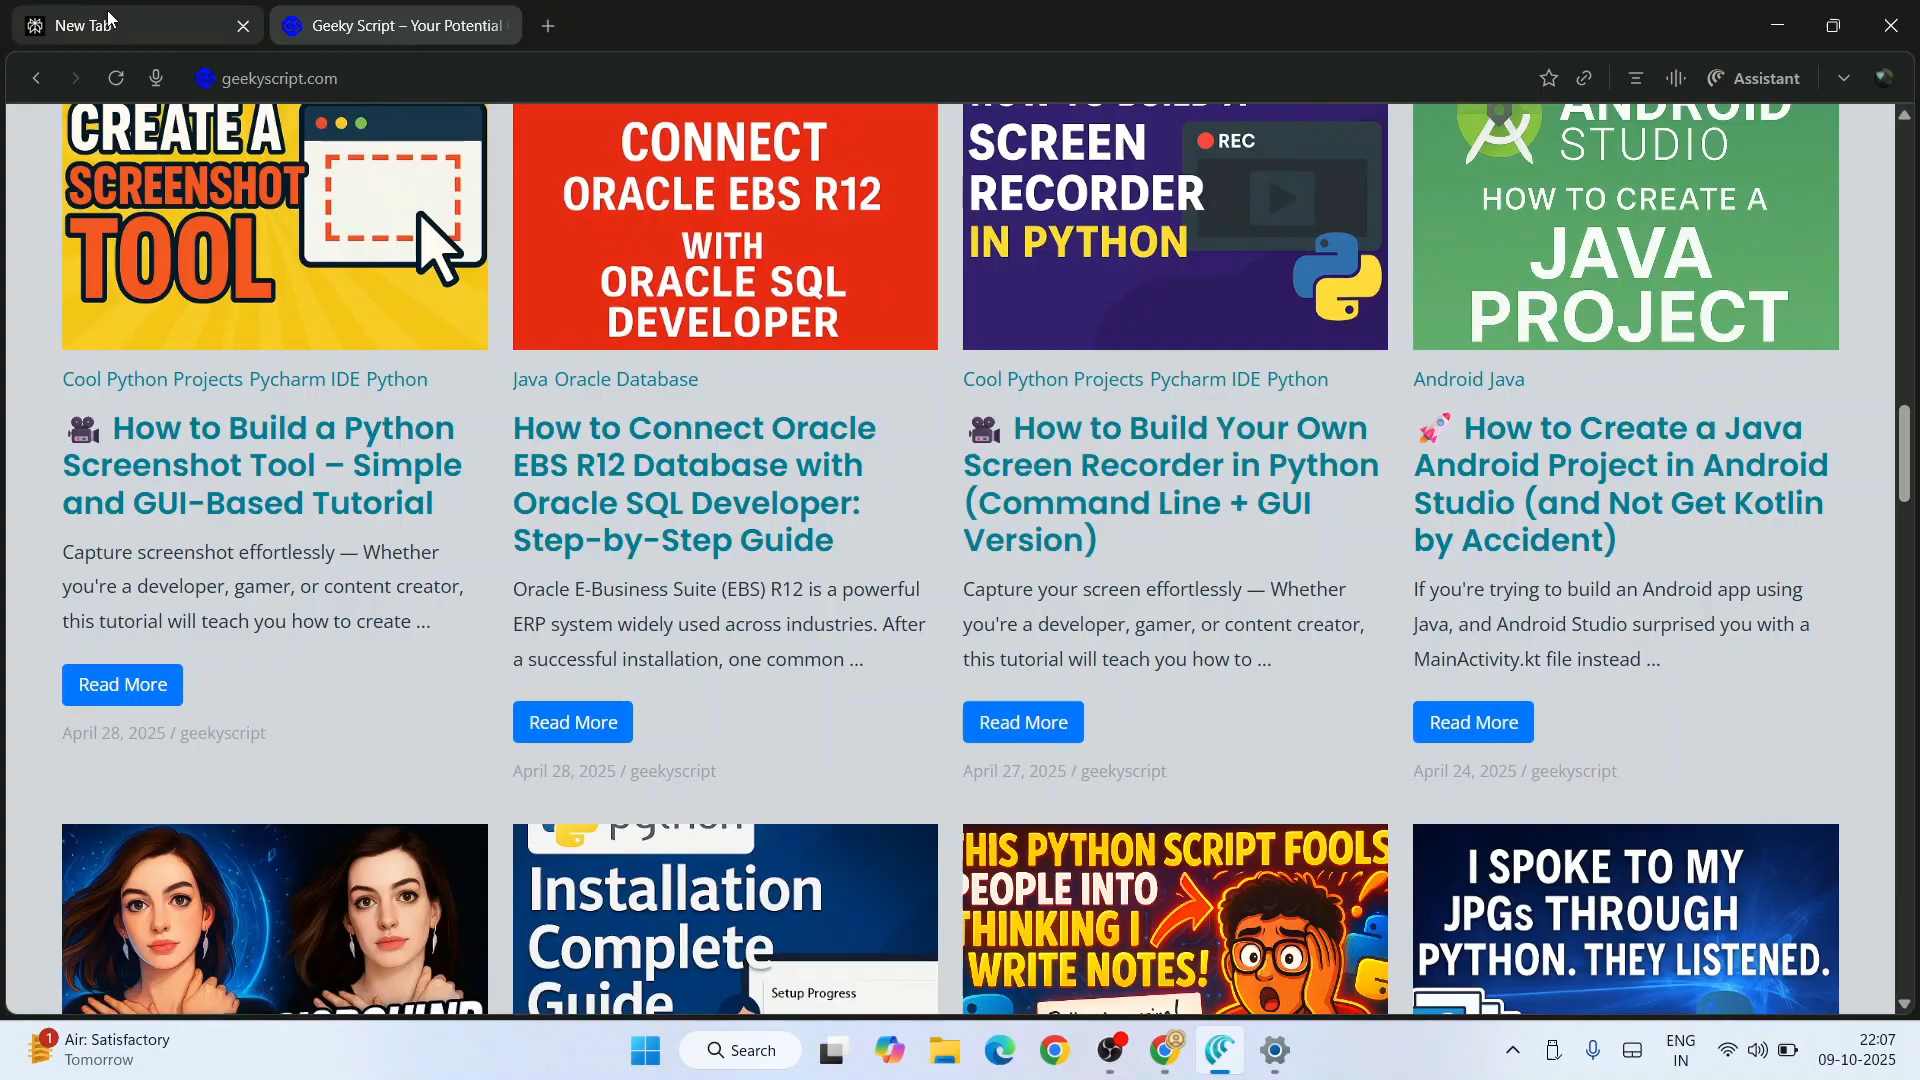 New Tab
Geeky Script – Your Potential
geekyscript.com
Assistant
CREATE A
SCREENSHOT
TOOL
CONNECT
ORACLE EBS R12
WITH
ORACLE SQL
DEVELOPER
HOW TO BUILD A
SCREEN
RECORDER
IN PYTHON
REC
ANDROID
STUDIO
HOW TO CREATE A
JAVA
PROJECT
Cool Python Projects Pycharm IDE Python
🎥 How to Build a Python
Screenshot Tool – Simple
and GUI-Based Tutorial
Capture screenshot effortlessly — Whether
you're a developer, gamer, or content creator,
this tutorial will teach you how to create ...
Read More
April 28, 2025 / geekyscript
Java Oracle Database
How to Connect Oracle
EBS R12 Database with
Oracle SQL Developer:
Step-by-Step Guide
Oracle E-Business Suite (EBS) R12 is a powerful
ERP system widely used across industries. After
a successful installation, one common ...
Read More
April 28, 2025 / geekyscript
Cool Python Projects Pycharm IDE Python
🎥 How to Build Your Own
Screen Recorder in Python
(Command Line + GUI
Version)
Capture your screen effortlessly — Whether
you're a developer, gamer, or content creator,
this tutorial will teach you how to ...
Read More
April 27, 2025 / geekyscript
Android Java
🚀 How to Create a Java
Android Project in Android
Studio (and Not Get Kotlin
by Accident)
If you're trying to build an Android app using
Java, and Android Studio surprised you with a
MainActivity.kt file instead ...
Read More
April 24, 2025 / geekyscript
python
Installation
Complete
Guide
Setup Progress
THIS PYTHON SCRIPT FOOLS
PEOPLE INTO
THINKING I
WRITE NOTES!
I SPOKE TO MY
JPGs THROUGH
PYTHON. THEY LISTENED.
1
Air: Satisfactory
Tomorrow
Search
ENG
IN
22:07
09-10-2025